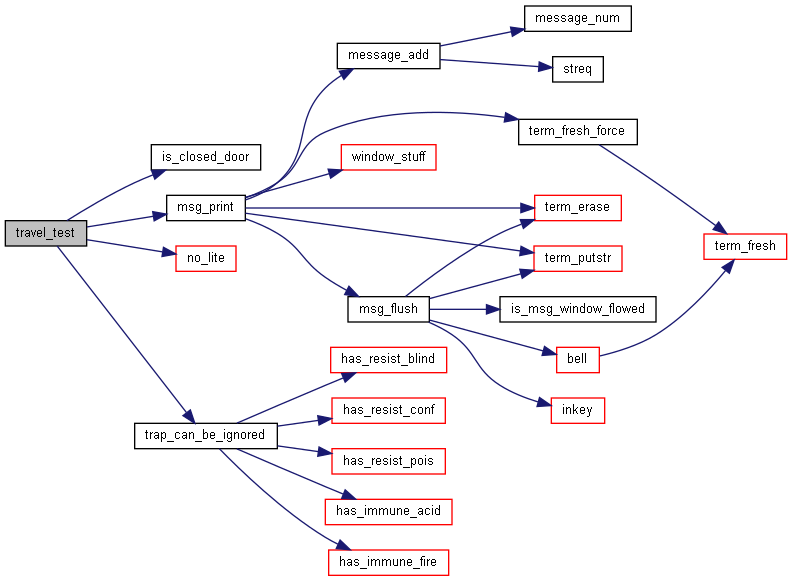 message_num
message_add
streq
term_fresh_force
is_closed_door
window_stuff
msg_print
term_erase
travel_test
term_fresh
no_lite
term_putstr
msg_flush
is_msg_window_flowed
has_resist_blind
bell
has_resist_conf
inkey
trap_can_be_ignored
has_resist_pois
has_immune_acid
has_immune_fire